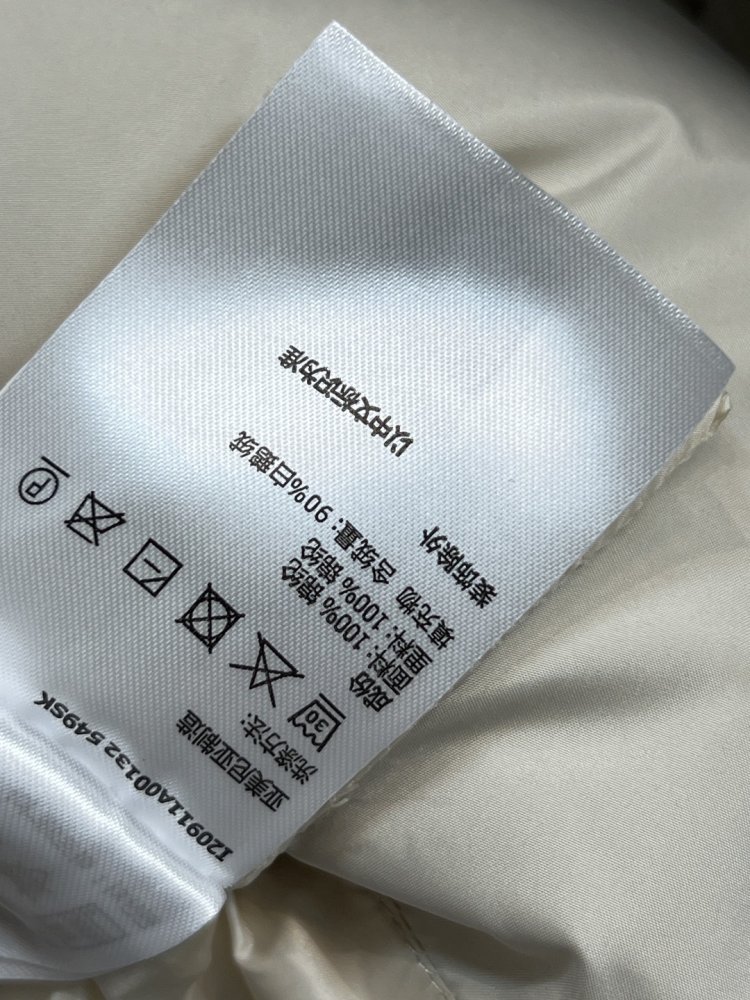 I20911A00132 549SK
亚美尼亚制造
洗涤方法:
30 P
成份
面料: 100% 锦纶
里料: 100% 锦纶
填充物 含绒量: 90%白鹅绒
装饰除外
以中文标识为准